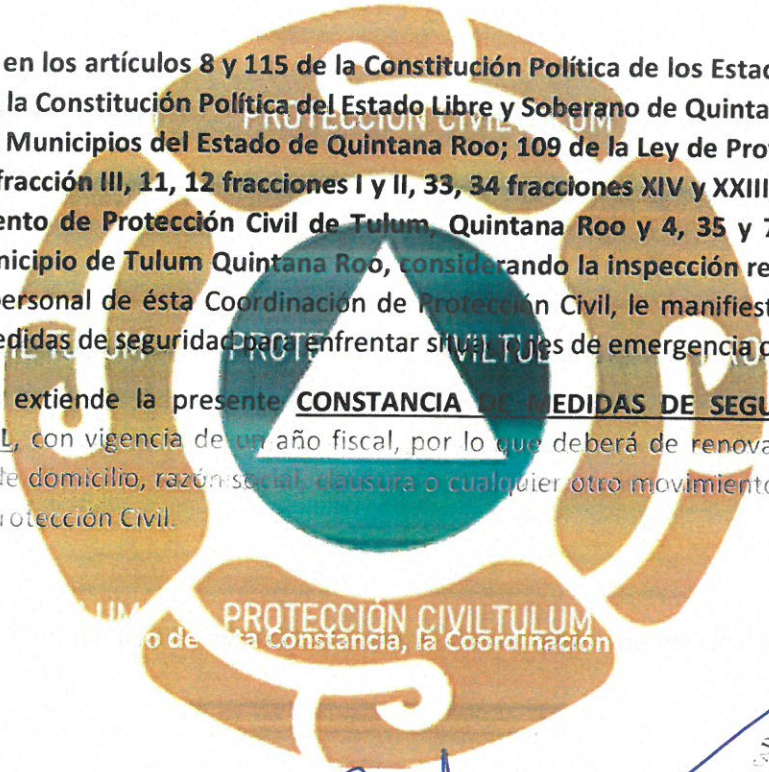 en los artículos 8 y 115 de la Constitución Política de los Estad
la Constitución Política del Estado Libre y Soberano de Quinta
PROTECCIÓN CIVILTULUM
Municipios del Estado de Quintana Roo; 109 de la Ley de Pro
fracción III, 11, 12 fracciones I y II, 33, 34 fracciones XIV y XXIII
ento de Protección Civil de Tulum, Quintana Roo y 4, 35 y 7
nicipio de Tulum Quintana Roo, considerando la inspección re
personal de ésta Coordinación de Protección Civil, le manifiest
edidas de seguridad para enfrentar situaciones de emergencia
extiende la presente CONSTANCIA DE MEDIDAS DE SEGU
L, con vigencia de un año fiscal, por lo que deberá de renova
de domicilio, razón social, clausura o cualquier otro movimiento
rotección Civil.
PROTECCIÓN CIVILTULUM
de esta Constancia, la Coordinación